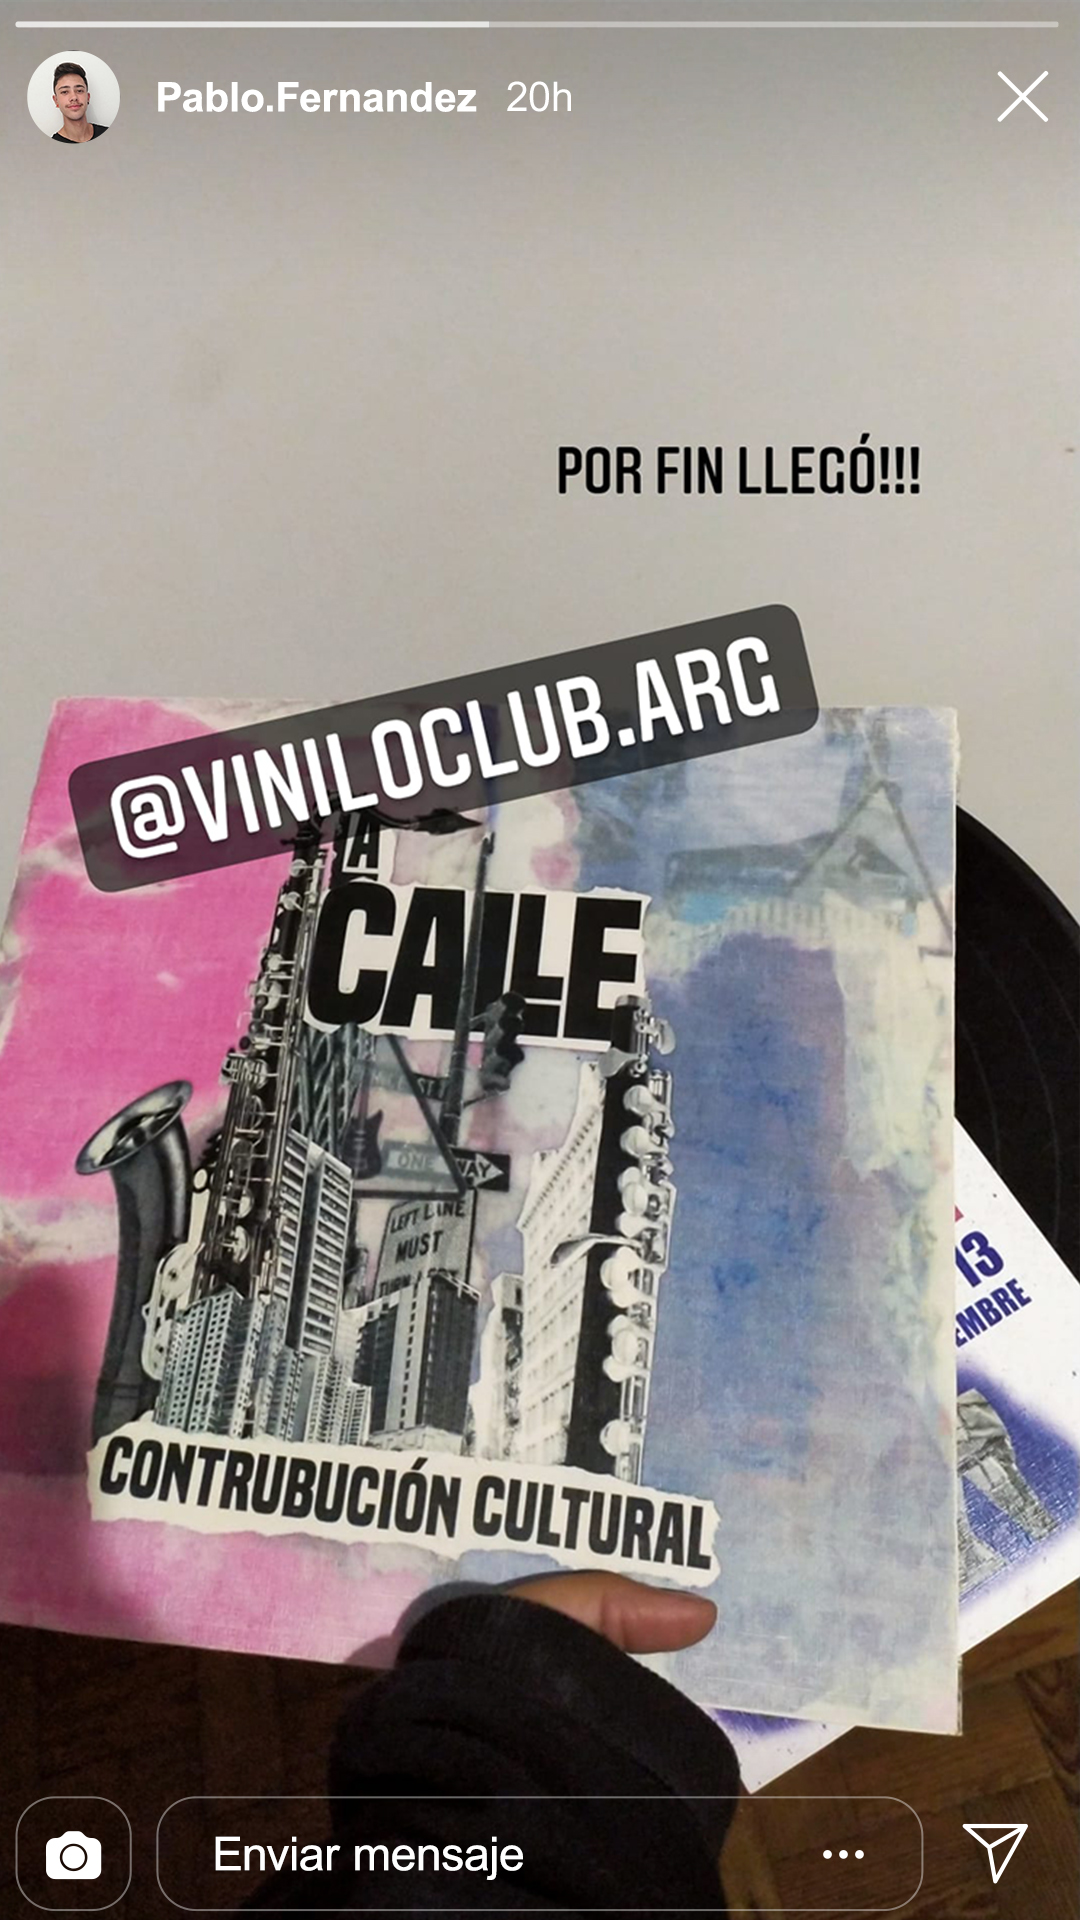 Pablo.Fernandez 20h
POR FIN LLEGÓ!!!
@VINILOCLUB.ARG
CALLE
ONE WAY
LEFT LANE
MUST
13
CONTRUBUCIÓN CULTURAL
Enviar mensaje